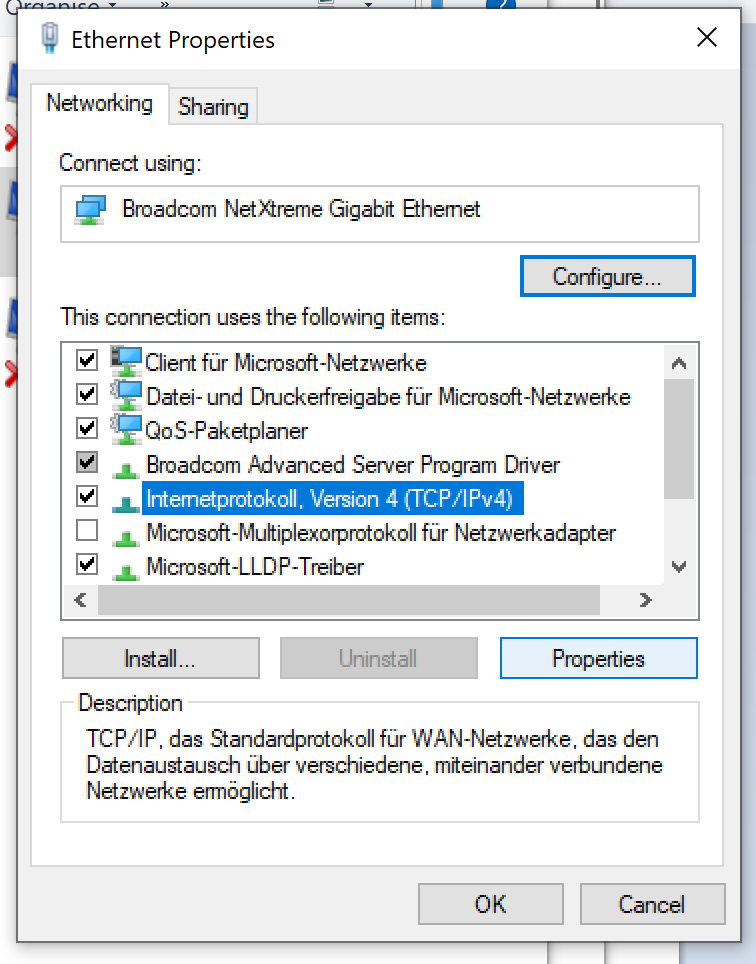 Organise
»
Ethernet Properties
Networking
Sharing
Connect using:
Broadcom NetXtreme Gigabit Ethernet
Configure...
This connection uses the following items:
Client für Microsoft-Netzwerke
Datei- und Druckerfreigabe für Microsoft-Netzwerke
QoS-Paketplaner
Broadcom Advanced Server Program Driver
Internetprotokoll, Version 4 (TCP/IPv4)
Microsoft-Multiplexorprotokoll für Netzwerkadapter
Microsoft-LLDP-Treiber
Install...
Uninstall
Properties
Description
TCP/IP, das Standardprotokoll für WAN-Netzwerke, das den
Datenaustausch über verschiedene, miteinander verbundene
Netzwerke ermöglicht.
OK
Cancel